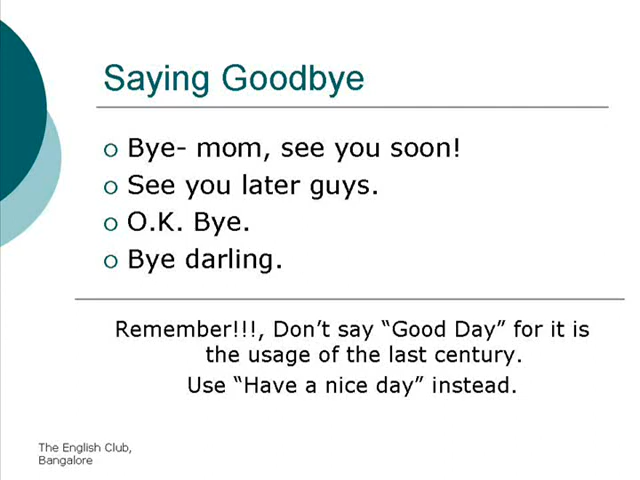 Saying Goodbye
Bye- mom, see you soon!
See you later guys.
O.K. Bye.
Bye darling.
Remember!!!, Don't say “Good Day” for it is
the usage of the last century.
Use “Have a nice day” instead.
The English Club,
Bangalore